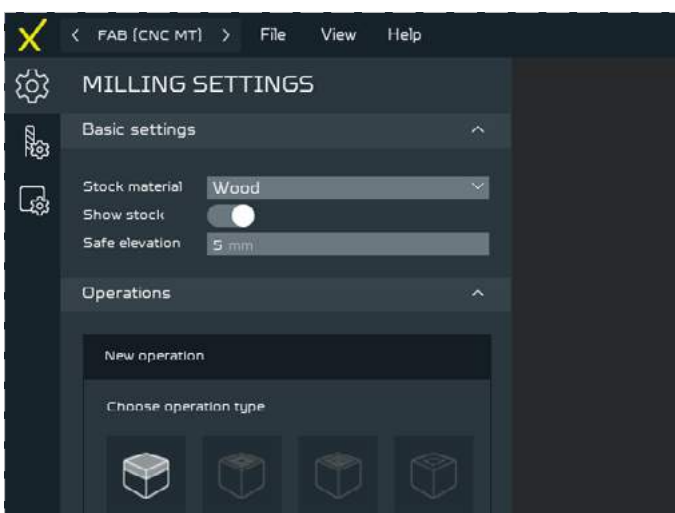 FAB (CNC MT) File View Help
MILLING SETTINGS
Basic settings
Stock material Wood
Show stock
Safe elevation 5 mm
Operations
New operation
Choose operation type